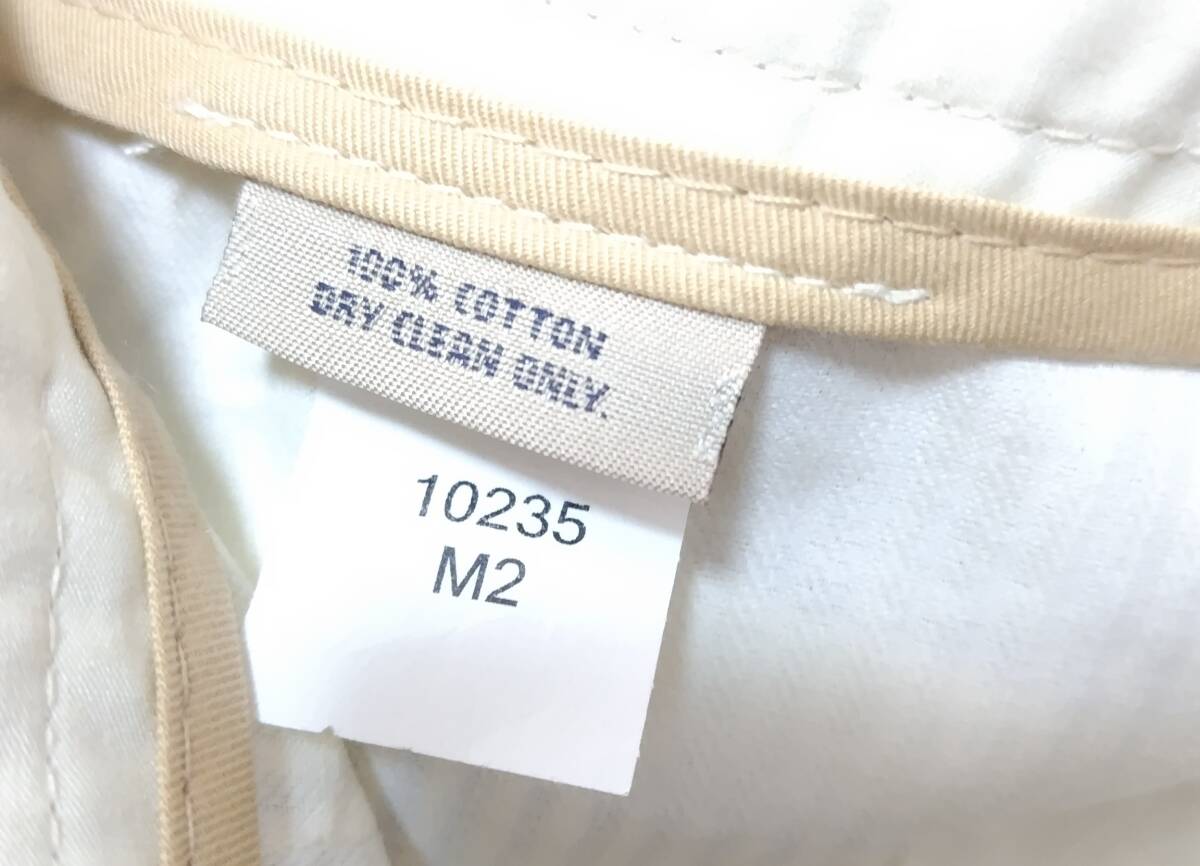 100% COTTON
DRY CLEAN ONLY.
10235
M2